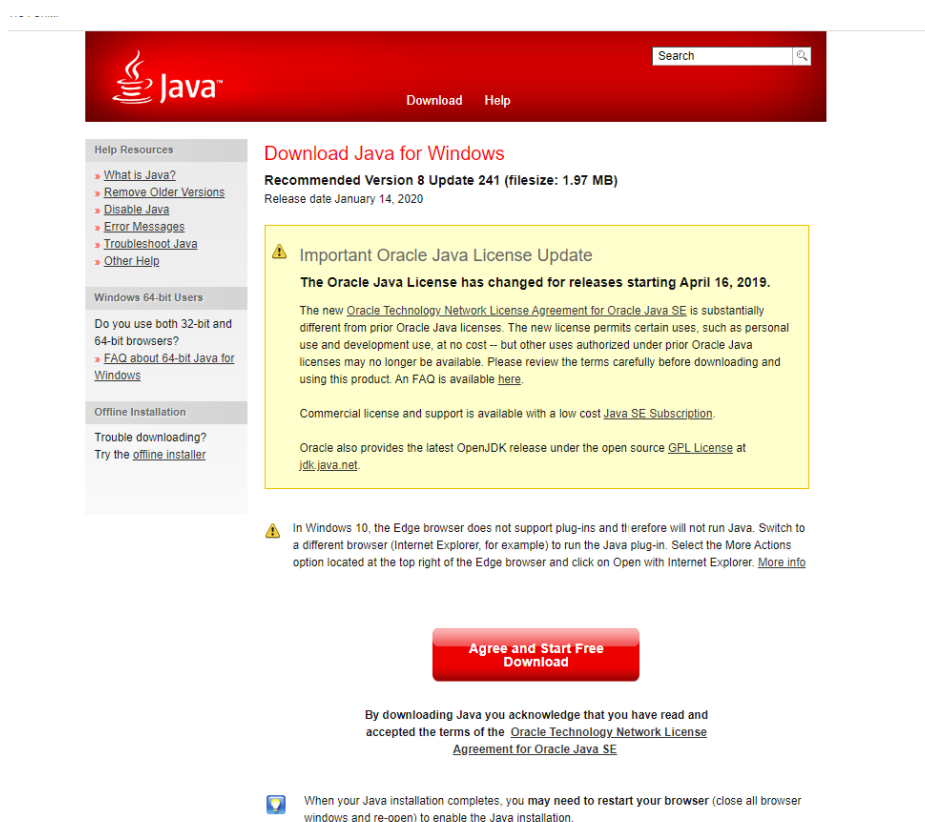 Java™
Search
Download Help
Help Resources
» What is Java?
» Remove Older Versions
» Disable Java
» Error Messages
» Troubleshoot Java
» Other Help
Windows 64-bit Users
Do you use both 32-bit and
64-bit browsers?
» FAQ about 64-bit Java for
Windows
Offline Installation
Trouble downloading?
Try the offline installer
Download Java for Windows
Recommended Version 8 Update 241 (filesize: 1.97 MB)
Release date January 14, 2020
Important Oracle Java License Update
The Oracle Java License has changed for releases starting April 16, 2019.
The new Oracle Technology Network License Agreement for Oracle Java SE is substantially
different from prior Oracle Java licenses. The new license permits certain uses, such as personal
use and development use, at no cost -- but other uses authorized under prior Oracle Java
licenses may no longer be available. Please review the terms carefully before downloading and
using this product. An FAQ is available here.
Commercial license and support is available with a low cost Java SE Subscription.
Oracle also provides the latest OpenJDK release under the open source GPL License at
jdk.java.net.
In Windows 10, the Edge browser does not support plug-ins and therefore will not run Java. Switch to
a different browser (Internet Explorer, for example) to run the Java plug-in. Select the More Actions
option located at the top right of the Edge browser and click on Open with Internet Explorer. More info
Agree and Start Free
Download
By downloading Java you acknowledge that you have read and
accepted the terms of the Oracle Technology Network License
Agreement for Oracle Java SE
When your Java installation completes, you may need to restart your browser (close all browser
windows and re-open) to enable the Java installation.